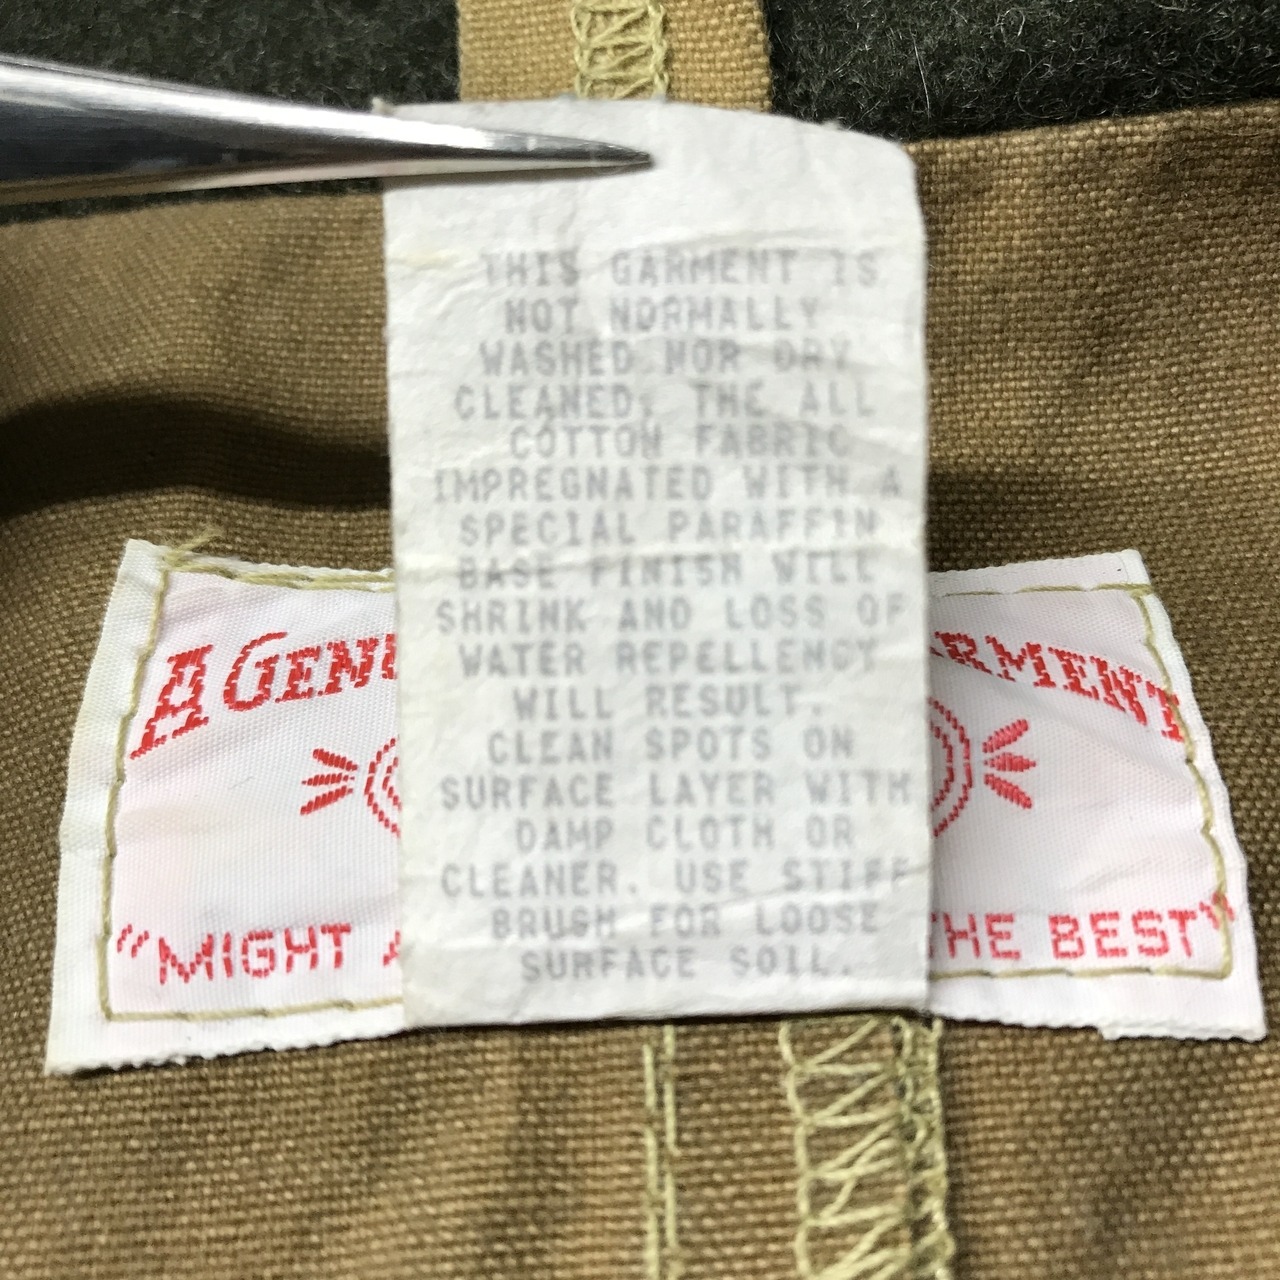 THIS GARMENT IS
NOT NORMALLY
WASHED NOR DRY
CLEANED. THE ALL
COTTON FABRIC
IMPREGNATED WITH A
SPECIAL PARAFFIN
BASE FINISH WILL
SHRINK AND LOSS OF
WATER REPELLENCY
WILL RESULT.
CLEAN SPOTS ON
SURFACE LAYER WITH
DAMP CLOTH OR
CLEANER. USE STIFF
BRUSH FOR LOOSE
SURFACE SOIL.
A GENU RMENT
"MIGHT A HE BEST"